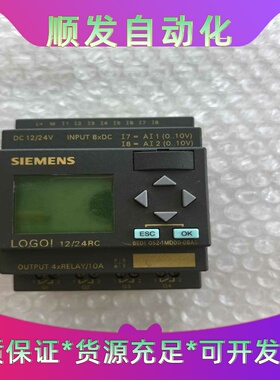 顺发自动化
DC 12/24V INPUT 8xDC I7 = AI1 (0..10V)
I8 = AI2 (0..10V)
SIEMENS
ESC OK
LOGO! 12/24RC
OUTPUT 4xRELAY/10A
质保证*货源充足*可开发